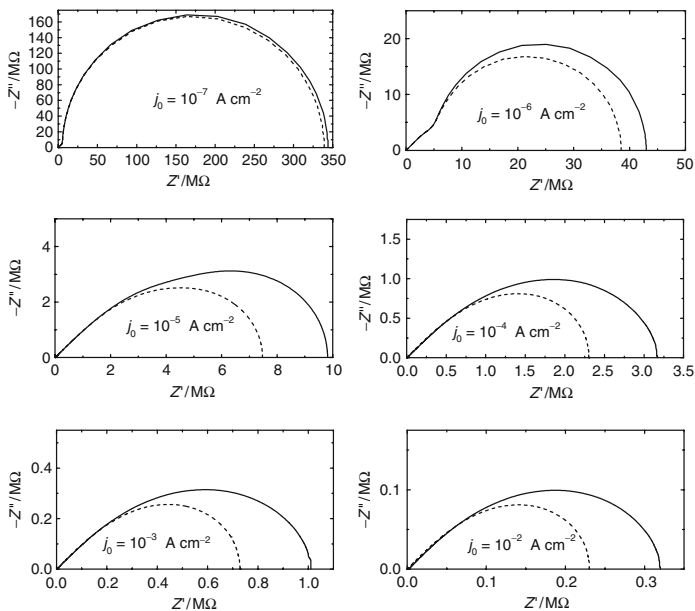 160
140
120
100
80
60
40
20
0
−Z''/MΩ
j₀ = 10⁻⁷ A cm⁻²
0 50 100 150 200 250 300 350
Z'/MΩ
20
10
0
−Z''/MΩ
j₀ = 10⁻⁶ A cm⁻²
0 10 20 30 40 50
Z'/MΩ
4
2
0
−Z''/MΩ
j₀ = 10⁻⁵ A cm⁻²
0 2 4 6 8 10
Z'/MΩ
1.5
1.0
0.5
0.0
−Z''/MΩ
j₀ = 10⁻⁴ A cm⁻²
0.0 0.5 1.0 1.5 2.0 2.5 3.0 3.5
Z'/MΩ
0.4
0.2
0.0
−Z''/MΩ
j₀ = 10⁻³ A cm⁻²
0.0 0.2 0.4 0.6 0.8 1.0
Z'/MΩ
0.1
0.0
−Z''/MΩ
j₀ = 10⁻² A cm⁻²
0.0 0.1 0.2 0.3
Z'/MΩ